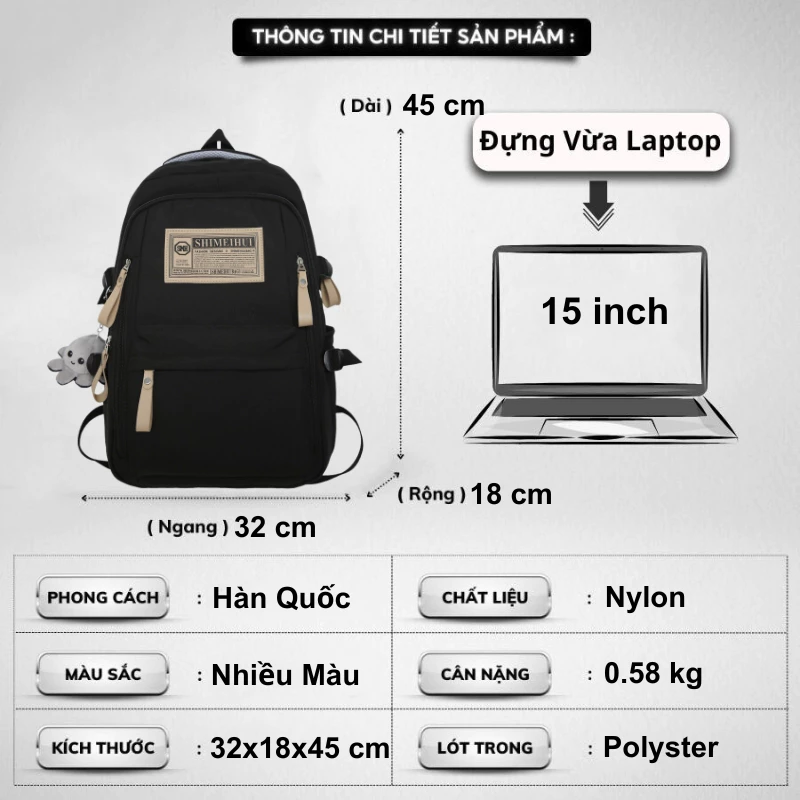 THÔNG TIN CHI TIẾT SẢN PHẨM :
( Dài ) 45 cm
Đựng Vừa Laptop
SHIMEIHUI
15 inch
( Rộng ) 18 cm
( Ngang ) 32 cm
PHONG CÁCH : Hàn Quốc
CHẤT LIỆU : Nylon
MÀU SẮC : Nhiều Màu
CÂN NẶNG : 0.58 kg
KÍCH THƯỚC : 32x18x45 cm
LÓT TRONG : Polyster